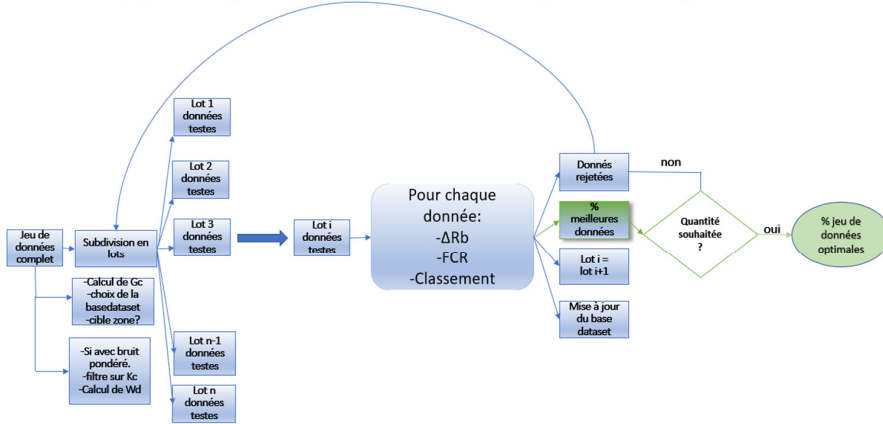 Jeu de
données
complet
Subdivision en
lots
-Calcul de Gc
-choix de la
basedataset
-cible zone?
-Si avec bruit
pondéré.
-filtre sur Kc
-Calcul de Wd
Lot 1
données
testes
Lot 2
données
testes
Lot 3
données
testes
Lot n-1
données
testes
Lot n
données
testes
Lot i
données
testes
Pour chaque
donnée:
-ΔRb
-FCR
-Classement
Donnés
rejetées
%
meilleures
données
Lot i =
lot i+1
Mise à jour
du base
dataset
non
Quantité
souhaitée
?
oui
% jeu de
données
optimales